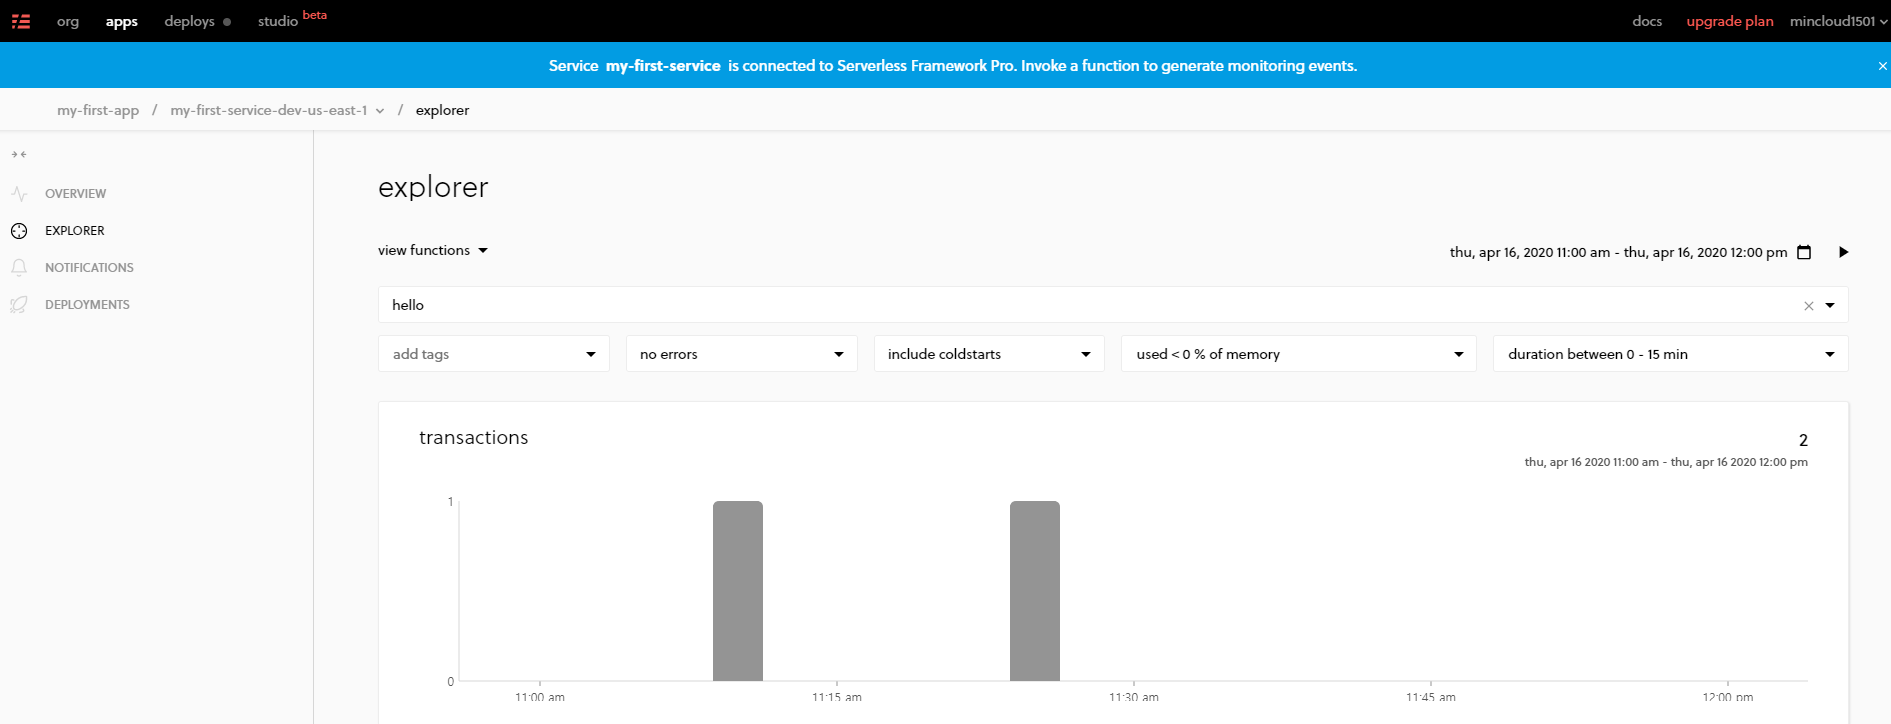 org apps deploys studio beta docs upgrade plan mincloud1501
Service my-first-service is connected to Serverless Framework Pro. Invoke a function to generate monitoring events.
my-first-app / my-first-service-dev-us-east-1 / explorer
OVERVIEW
EXPLORER
NOTIFICATIONS
DEPLOYMENTS
explorer
view functions
thu, apr 16, 2020 11:00 am - thu, apr 16, 2020 12:00 pm
hello
add tags no errors include coldstarts used < 0 % of memory duration between 0 - 15 min
transactions
2
thu, apr 16 2020 11:00 am - thu, apr 16 2020 12:00 pm
1
0
11:00 am 11:15 am 11:30 am 11:45 am 12:00 pm